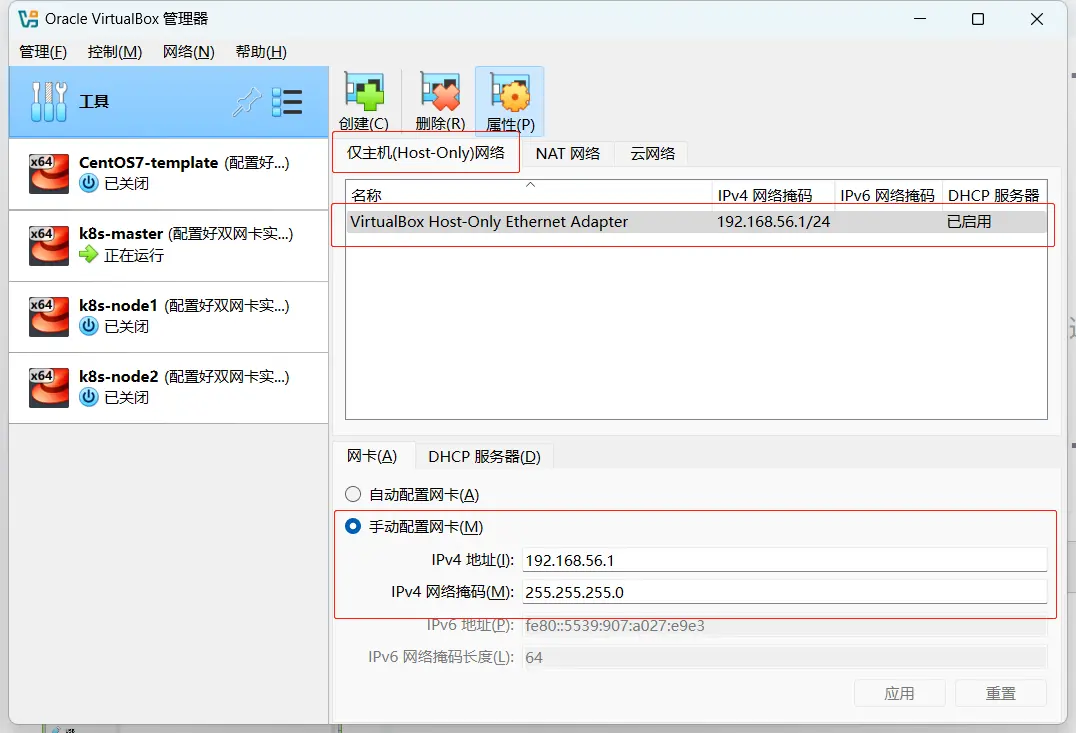 Oracle VirtualBox 管理器
管理(F) 控制(M) 网络(N) 帮助(H)
工具
x64 CentOS7-template (配置好...)
已关闭
x64 k8s-master (配置好双网卡实...)
正在运行
x64 k8s-node1 (配置好双网卡实...)
已关闭
x64 k8s-node2 (配置好双网卡实...)
已关闭
创建(C) 删除(R) 属性(P)
仅主机(Host-Only)网络 NAT 网络 云网络
名称 IPv4 网络掩码 IPv6 网络掩码 DHCP 服务器
VirtualBox Host-Only Ethernet Adapter 192.168.56.1/24 已启用
网卡(A) DHCP 服务器(D)
自动配置网卡(A)
手动配置网卡(M)
IPv4 地址(I): 192.168.56.1
IPv4 网络掩码(M): 255.255.255.0
IPv6 地址(P): fe80::5539:907:a027:e9e3
IPv6 网络掩码长度(L): 64
应用 重置